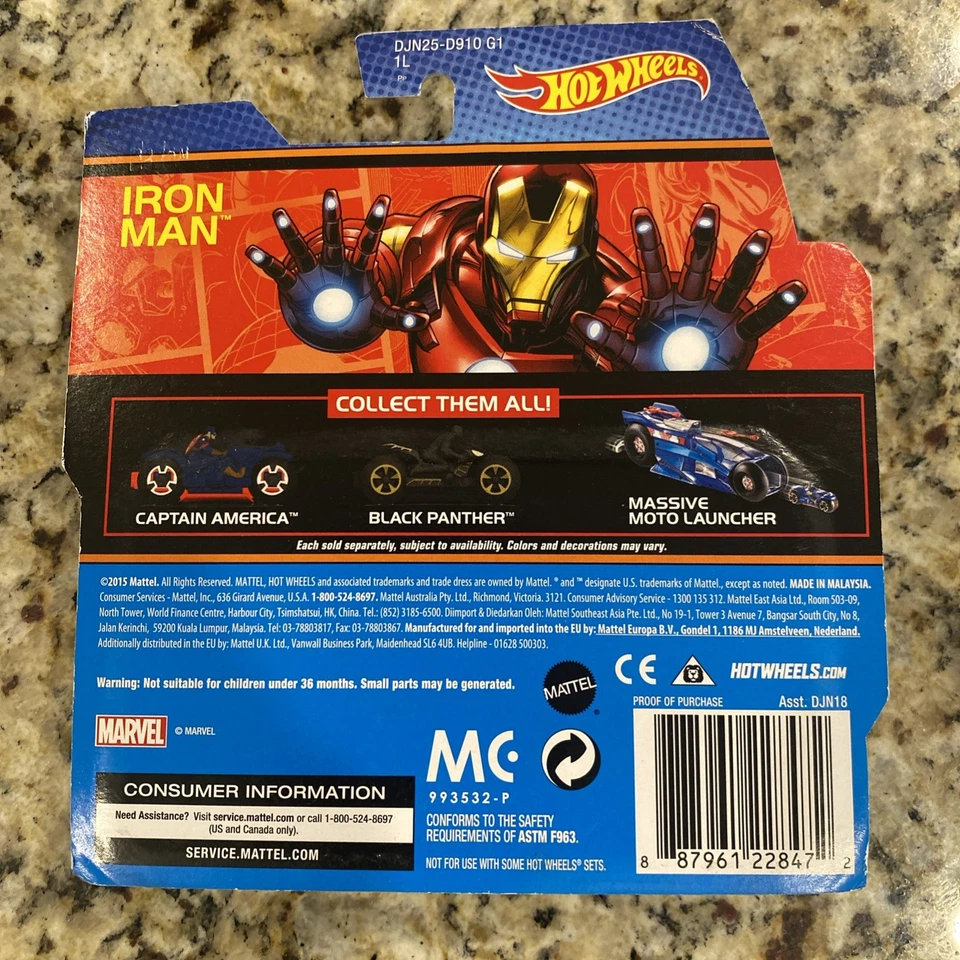 DJN25-D910 G1
1L
PP
HOT WHEELS
IRON
MAN™
COLLECT THEM ALL!
CAPTAIN AMERICA™
BLACK PANTHER™
MASSIVE
MOTO LAUNCHER
Each sold separately, subject to availability. Colors and decorations may vary.
©2015 Mattel. All Rights Reserved. MATTEL, HOT WHEELS and associated trademarks and trade dress are owned by Mattel. ® and ™ designate U.S. trademarks of Mattel., except as noted. MADE IN MALAYSIA.
Consumer Services - Mattel, Inc., 636 Girard Avenue, U.S.A. 1-800-524-8697. Mattel Australia Pty. Ltd., Richmond, Victoria. 3121. Consumer Advisory Service - 1300 135 312. Mattel East Asia Ltd., Room 503-09,
North Tower, World Finance Centre, Harbour City, Tsimshatsui, HK, China. Tel.: (852) 3185-6500. Diimport & Diedarkan Oleh: Mattel Southeast Asia Pte. Ltd., No 19-1, Tower 3 Avenue 7, Bangsar South City, No 8,
Jalan Kerinchi, 59200 Kuala Lumpur, Malaysia. Tel: 03-78803817, Fax: 03-78803867. Manufactured for and imported into the EU by: Mattel Europa B.V., Gondel 1, 1186 MJ Amstelveen, Nederland.
Additionally distributed in the EU by: Mattel U.K. Ltd., Vanwall Business Park, Maidenhead SL6 4UB. Helpline - 01628 500303.
Warning: Not suitable for children under 36 months. Small parts may be generated.
MATTEL®
CE
HOTWHEELS.COM
PROOF OF PURCHASE
Asst. DJN18
MARVEL
© MARVEL
MC
993532-P
CONSUMER INFORMATION
Need Assistance? Visit service.mattel.com or call 1-800-524-8697
(US and Canada only).
SERVICE.MATTEL.COM
CONFORMS TO THE SAFETY
REQUIREMENTS OF ASTM F963.
NOT FOR USE WITH SOME HOT WHEELS® SETS.
8 87961 22847 2